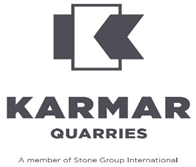 KARMAR
QUARRIES
A member of Stone Group International